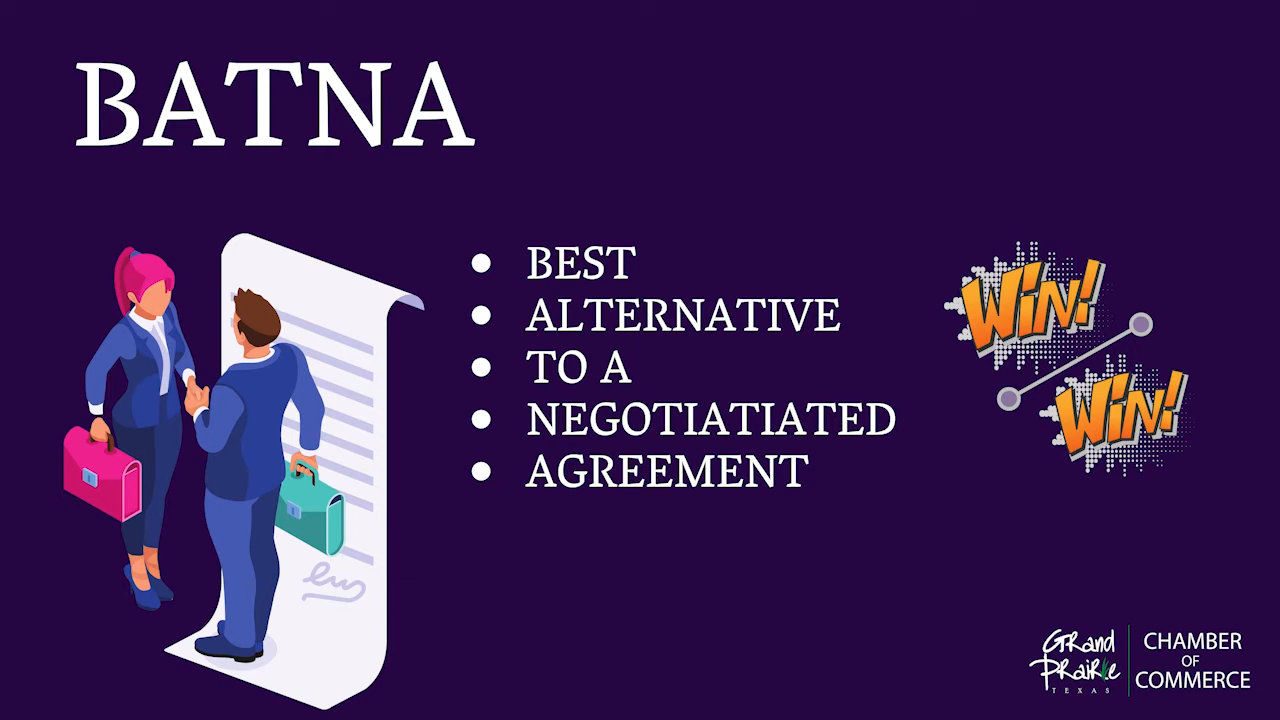 BATNA
• BEST
• ALTERNATIVE
• TO A
• NEGOTIATIATED
• AGREEMENT
WIN!
WIN!
Grand
Prairie
TEXAS
CHAMBER
OF
COMMERCE